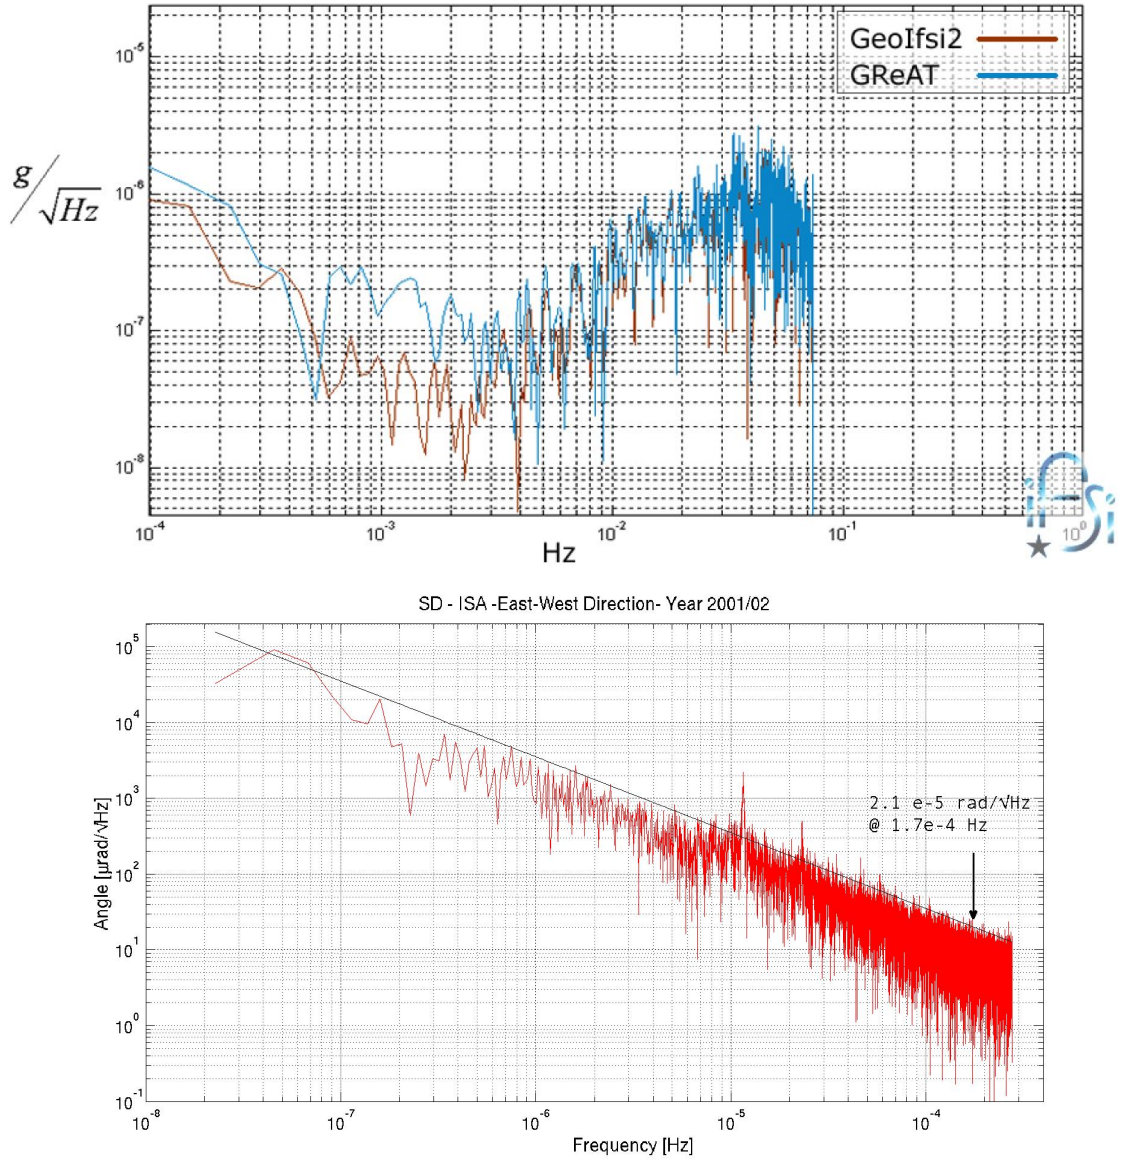 GeoIfsi2
GReAT
10⁻⁵
g/√Hz
10⁻⁶
10⁻⁷
10⁻⁸
10⁻⁴ 10⁻³ 10⁻² 10⁻¹ 10⁰
Hz
ifSi
SD - ISA -East-West Direction- Year 2001/02
10⁵
10⁴
10³
2.1 e-5 rad/√Hz
@ 1.7e-4 Hz
10²
Angle [µrad/√Hz]
10¹
10⁰
10⁻¹
10⁻⁸ 10⁻⁷ 10⁻⁶ 10⁻⁵ 10⁻⁴
Frequency [Hz]